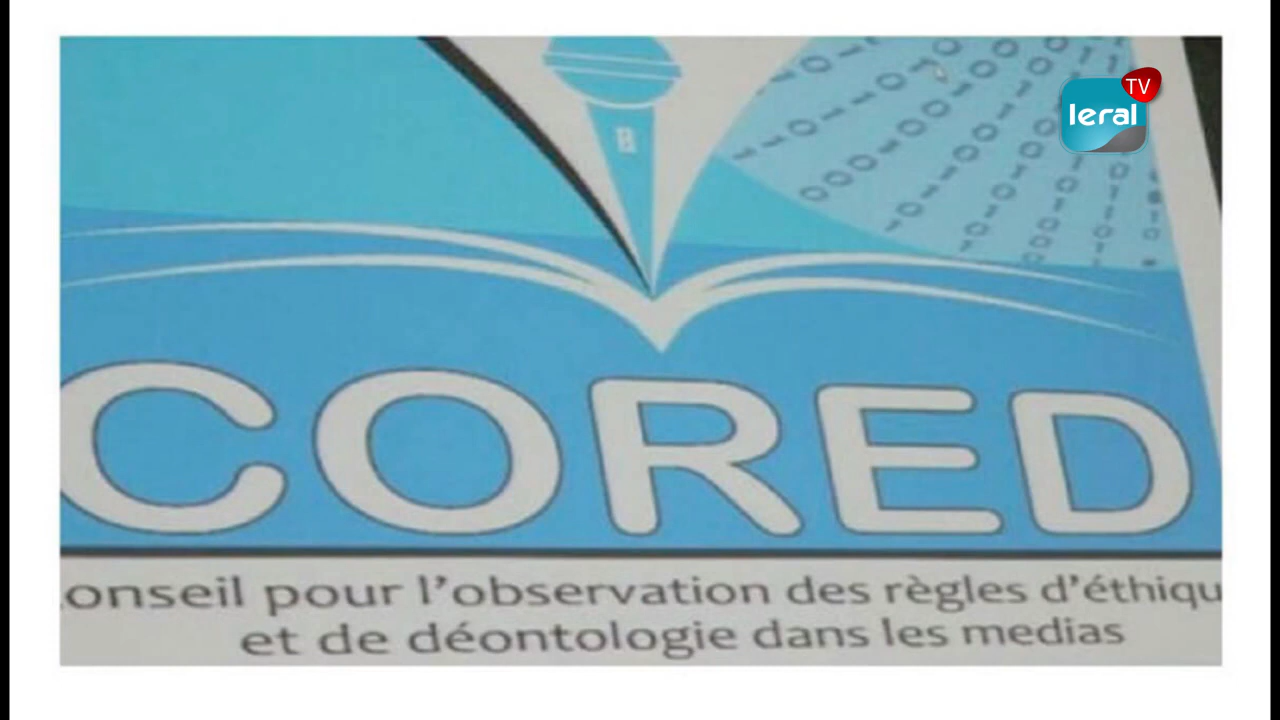 TV
leral
B
CORED
onseil pour l'observation des règles d'éthiqu
et de déontologie dans les medias